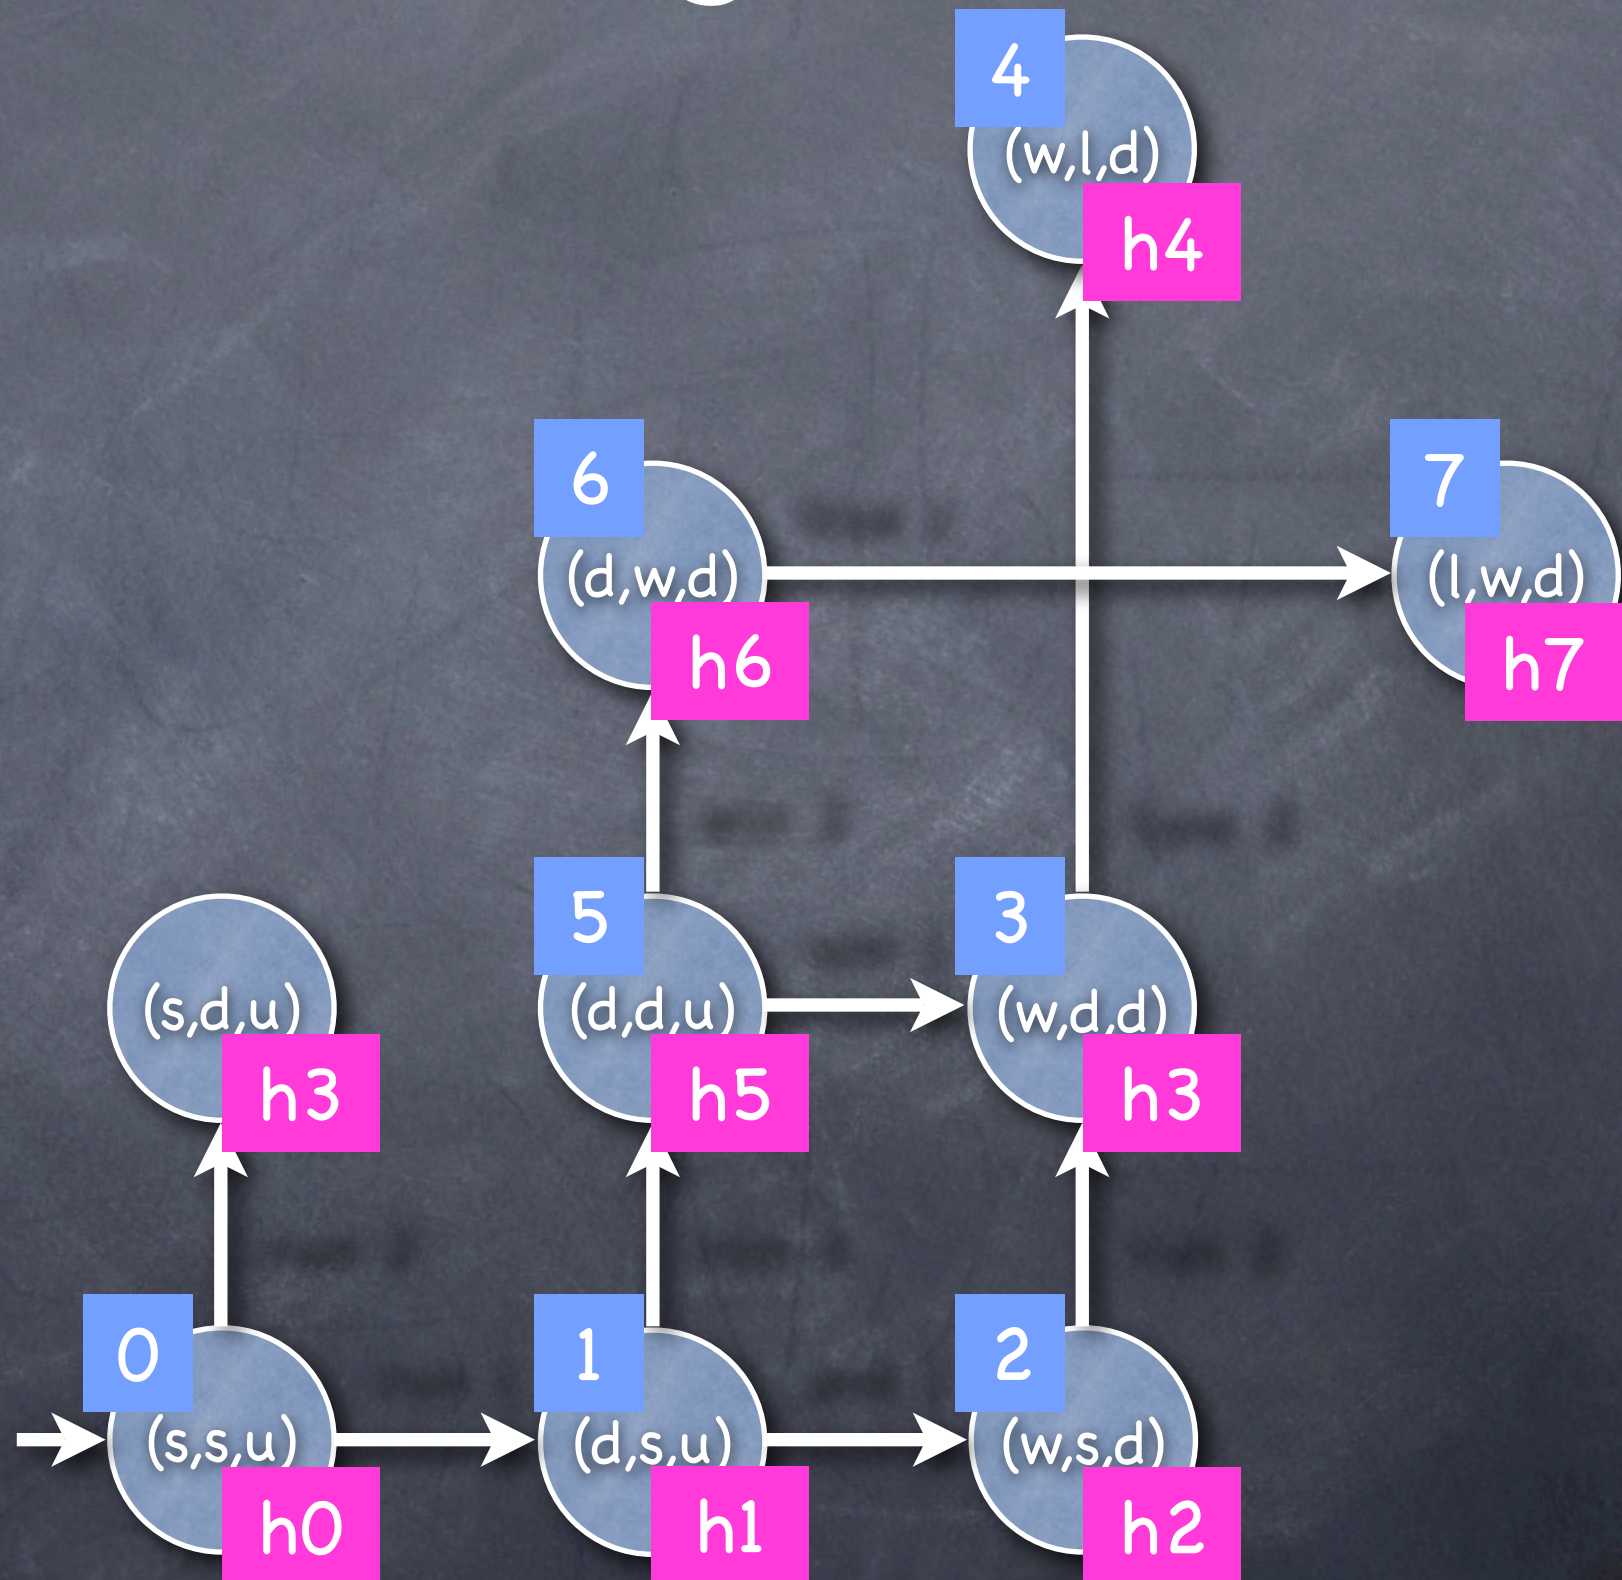 4
(w,l,d)
h4
6
(d,w,d)
h6
7
(l,w,d)
h7
(s,d,u)
h3
5
(d,d,u)
h5
3
(w,d,d)
h3
0
(s,s,u)
h0
1
(d,s,u)
h1
2
(w,s,d)
h2